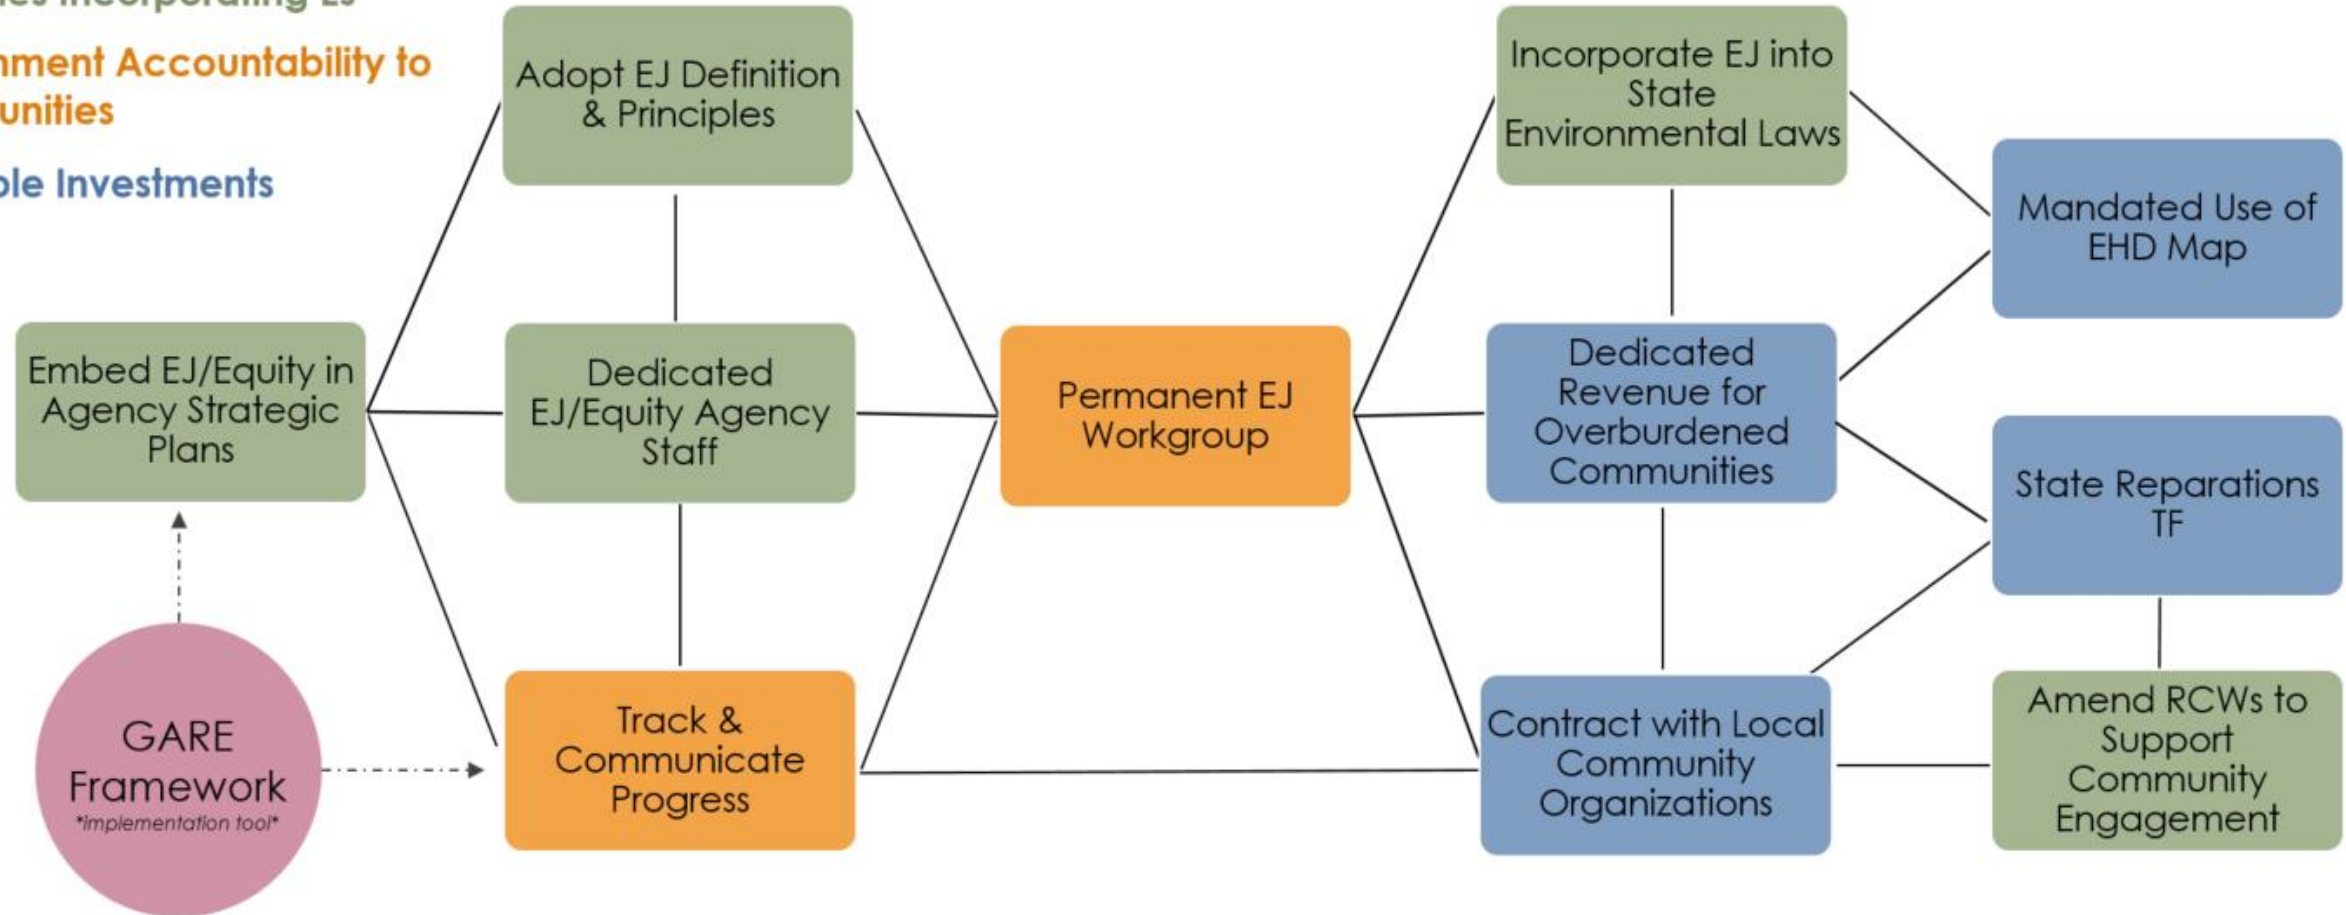 Accountability to
Investments
Adopt EJ Definition
& Principles
Incorporate EJ into
State
Environmental Laws
Mandated Use of
EHD Map
Embed EJ/Equity in
Agency Strategic
Plans
Dedicated
EJ/Equity Agency
Staff
Permanent EJ
Workgroup
Dedicated
Revenue for
Overburdened
Communities
State Reparations
TF
GARE
Framework
*implementation tool*
Track &
Communicate
Progress
Contract with Local
Community
Organizations
Amend RCWs to
Support
Community
Engagement